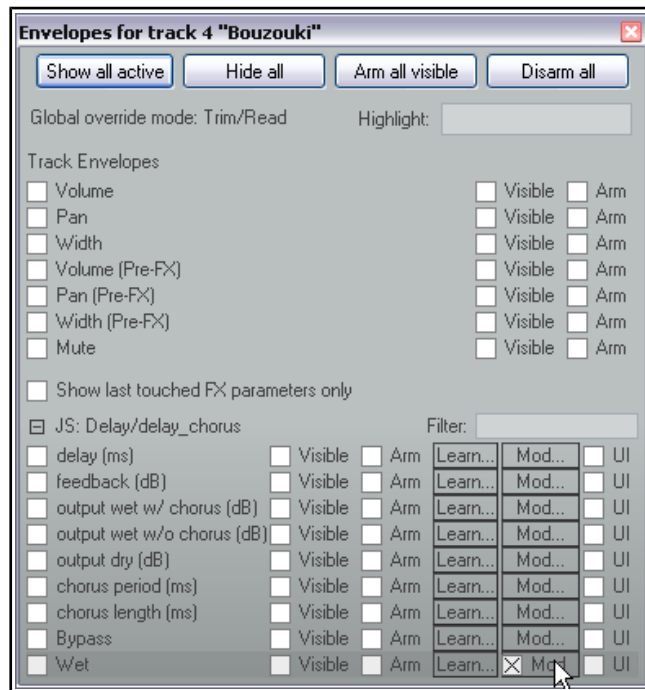 Envelopes for track 4 "Bouzouki"
Show all active Hide all Arm all visible Disarm all
Global override mode: Trim/Read Highlight:
Track Envelopes
Volume Visible Arm
Pan Visible Arm
Width Visible Arm
Volume (Pre-FX) Visible Arm
Pan (Pre-FX) Visible Arm
Width (Pre-FX) Visible Arm
Mute Visible Arm
Show last touched FX parameters only
JS: Delay/delay_chorus Filter:
delay (ms) Visible Arm Learn... Mod... UI
feedback (dB) Visible Arm Learn... Mod... UI
output wet w/ chorus (dB) Visible Arm Learn... Mod... UI
output wet w/o chorus (dB) Visible Arm Learn... Mod... UI
output dry (dB) Visible Arm Learn... Mod... UI
chorus period (ms) Visible Arm Learn... Mod... UI
chorus length (ms) Visible Arm Learn... Mod... UI
Bypass Visible Arm Learn... Mod... UI
Wet Visible Arm Learn... Mod UI